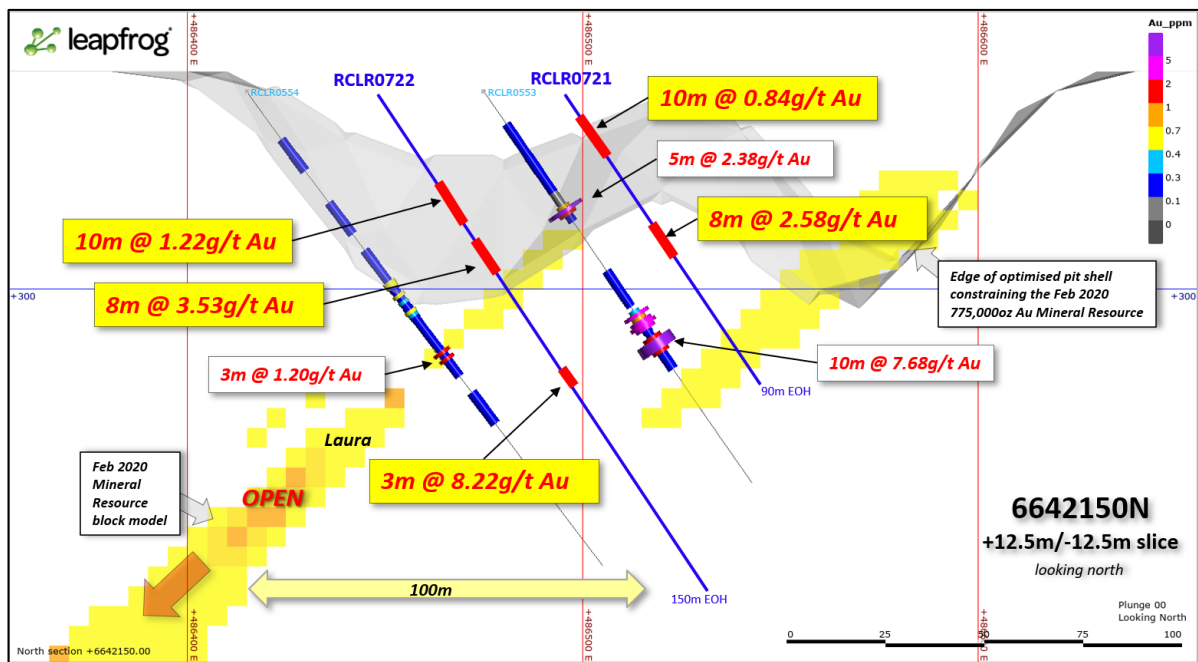 leapfrog
+486400 E
+486500 E
+486600 E
Au_ppm
5
2
1
0.7
0.4
0.3
0.1
0
RCLR0554
RCLR0722
RCLR0553
RCLR0721
10m @ 0.84g/t Au
5m @ 2.38g/t Au
10m @ 1.22g/t Au
8m @ 2.58g/t Au
8m @ 3.53g/t Au
+300
+300
Edge of optimised pit shell
constraining the Feb 2020
775,000oz Au Mineral Resource
3m @ 1.20g/t Au
10m @ 7.68g/t Au
90m EOH
Laura
Feb 2020
Mineral
Resource
block model
OPEN
3m @ 8.22g/t Au
6642150N
+12.5m/-12.5m slice
looking north
100m
150m EOH
Plunge 00
Looking North
+486400 E
+486500 E
+486600 E
0
25
50
75
100
North section +6642150.00